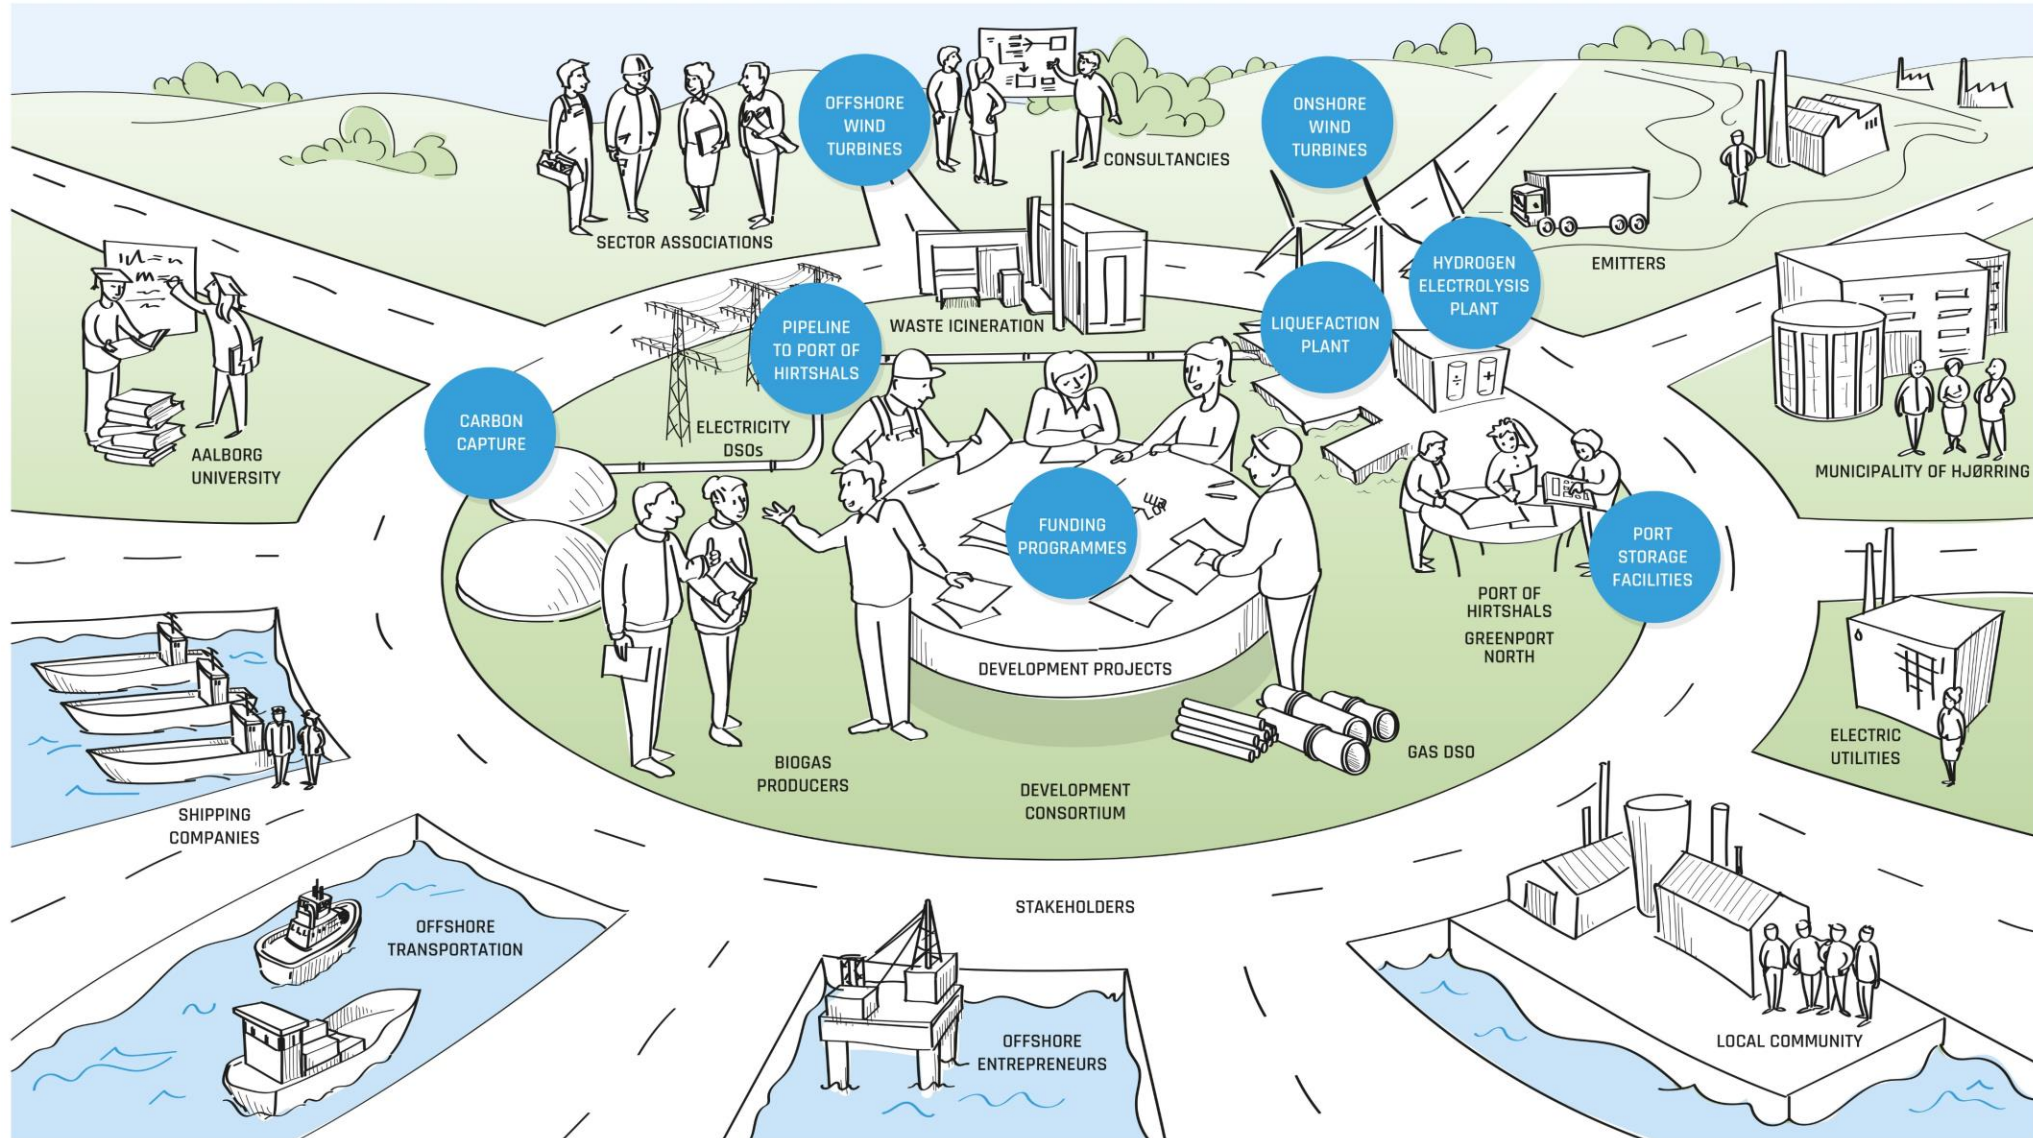 OFFSHORE
WIND
TURBINES
CONSULTANCIES
ONSHORE
WIND
TURBINES
SECTOR ASSOCIATIONS
EMITTERS
HYDROGEN
ELECTROLYSIS
PLANT
WASTE ICINERATION
LIQUEFACTION
PLANT
PIPELINE
TO PORT OF
HIRTSHALS
CARBON
CAPTURE
ELECTRICITY
DSOs
AALBORG
UNIVERSITY
MUNICIPALITY OF HJØRRING
FUNDING
PROGRAMMES
PORT
STORAGE
FACILITIES
PORT OF
HIRTSHALS
GREENPORT
NORTH
DEVELOPMENT PROJECTS
GAS DSO
ELECTRIC
UTILITIES
BIOGAS
PRODUCERS
DEVELOPMENT
CONSORTIUM
SHIPPING
COMPANIES
STAKEHOLDERS
OFFSHORE
TRANSPORTATION
OFFSHORE
ENTREPRENEURS
LOCAL COMMUNITY